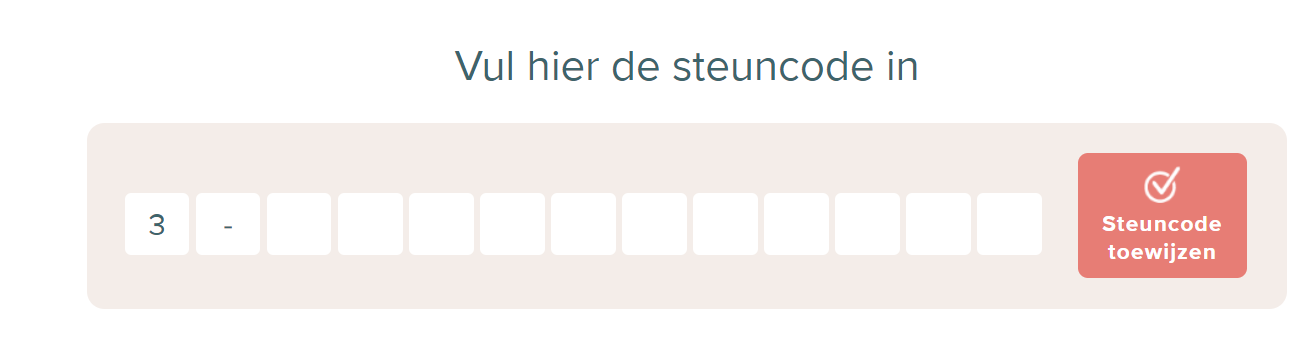 Vul hier de steuncode in
3 -
Steuncode
toewijzen